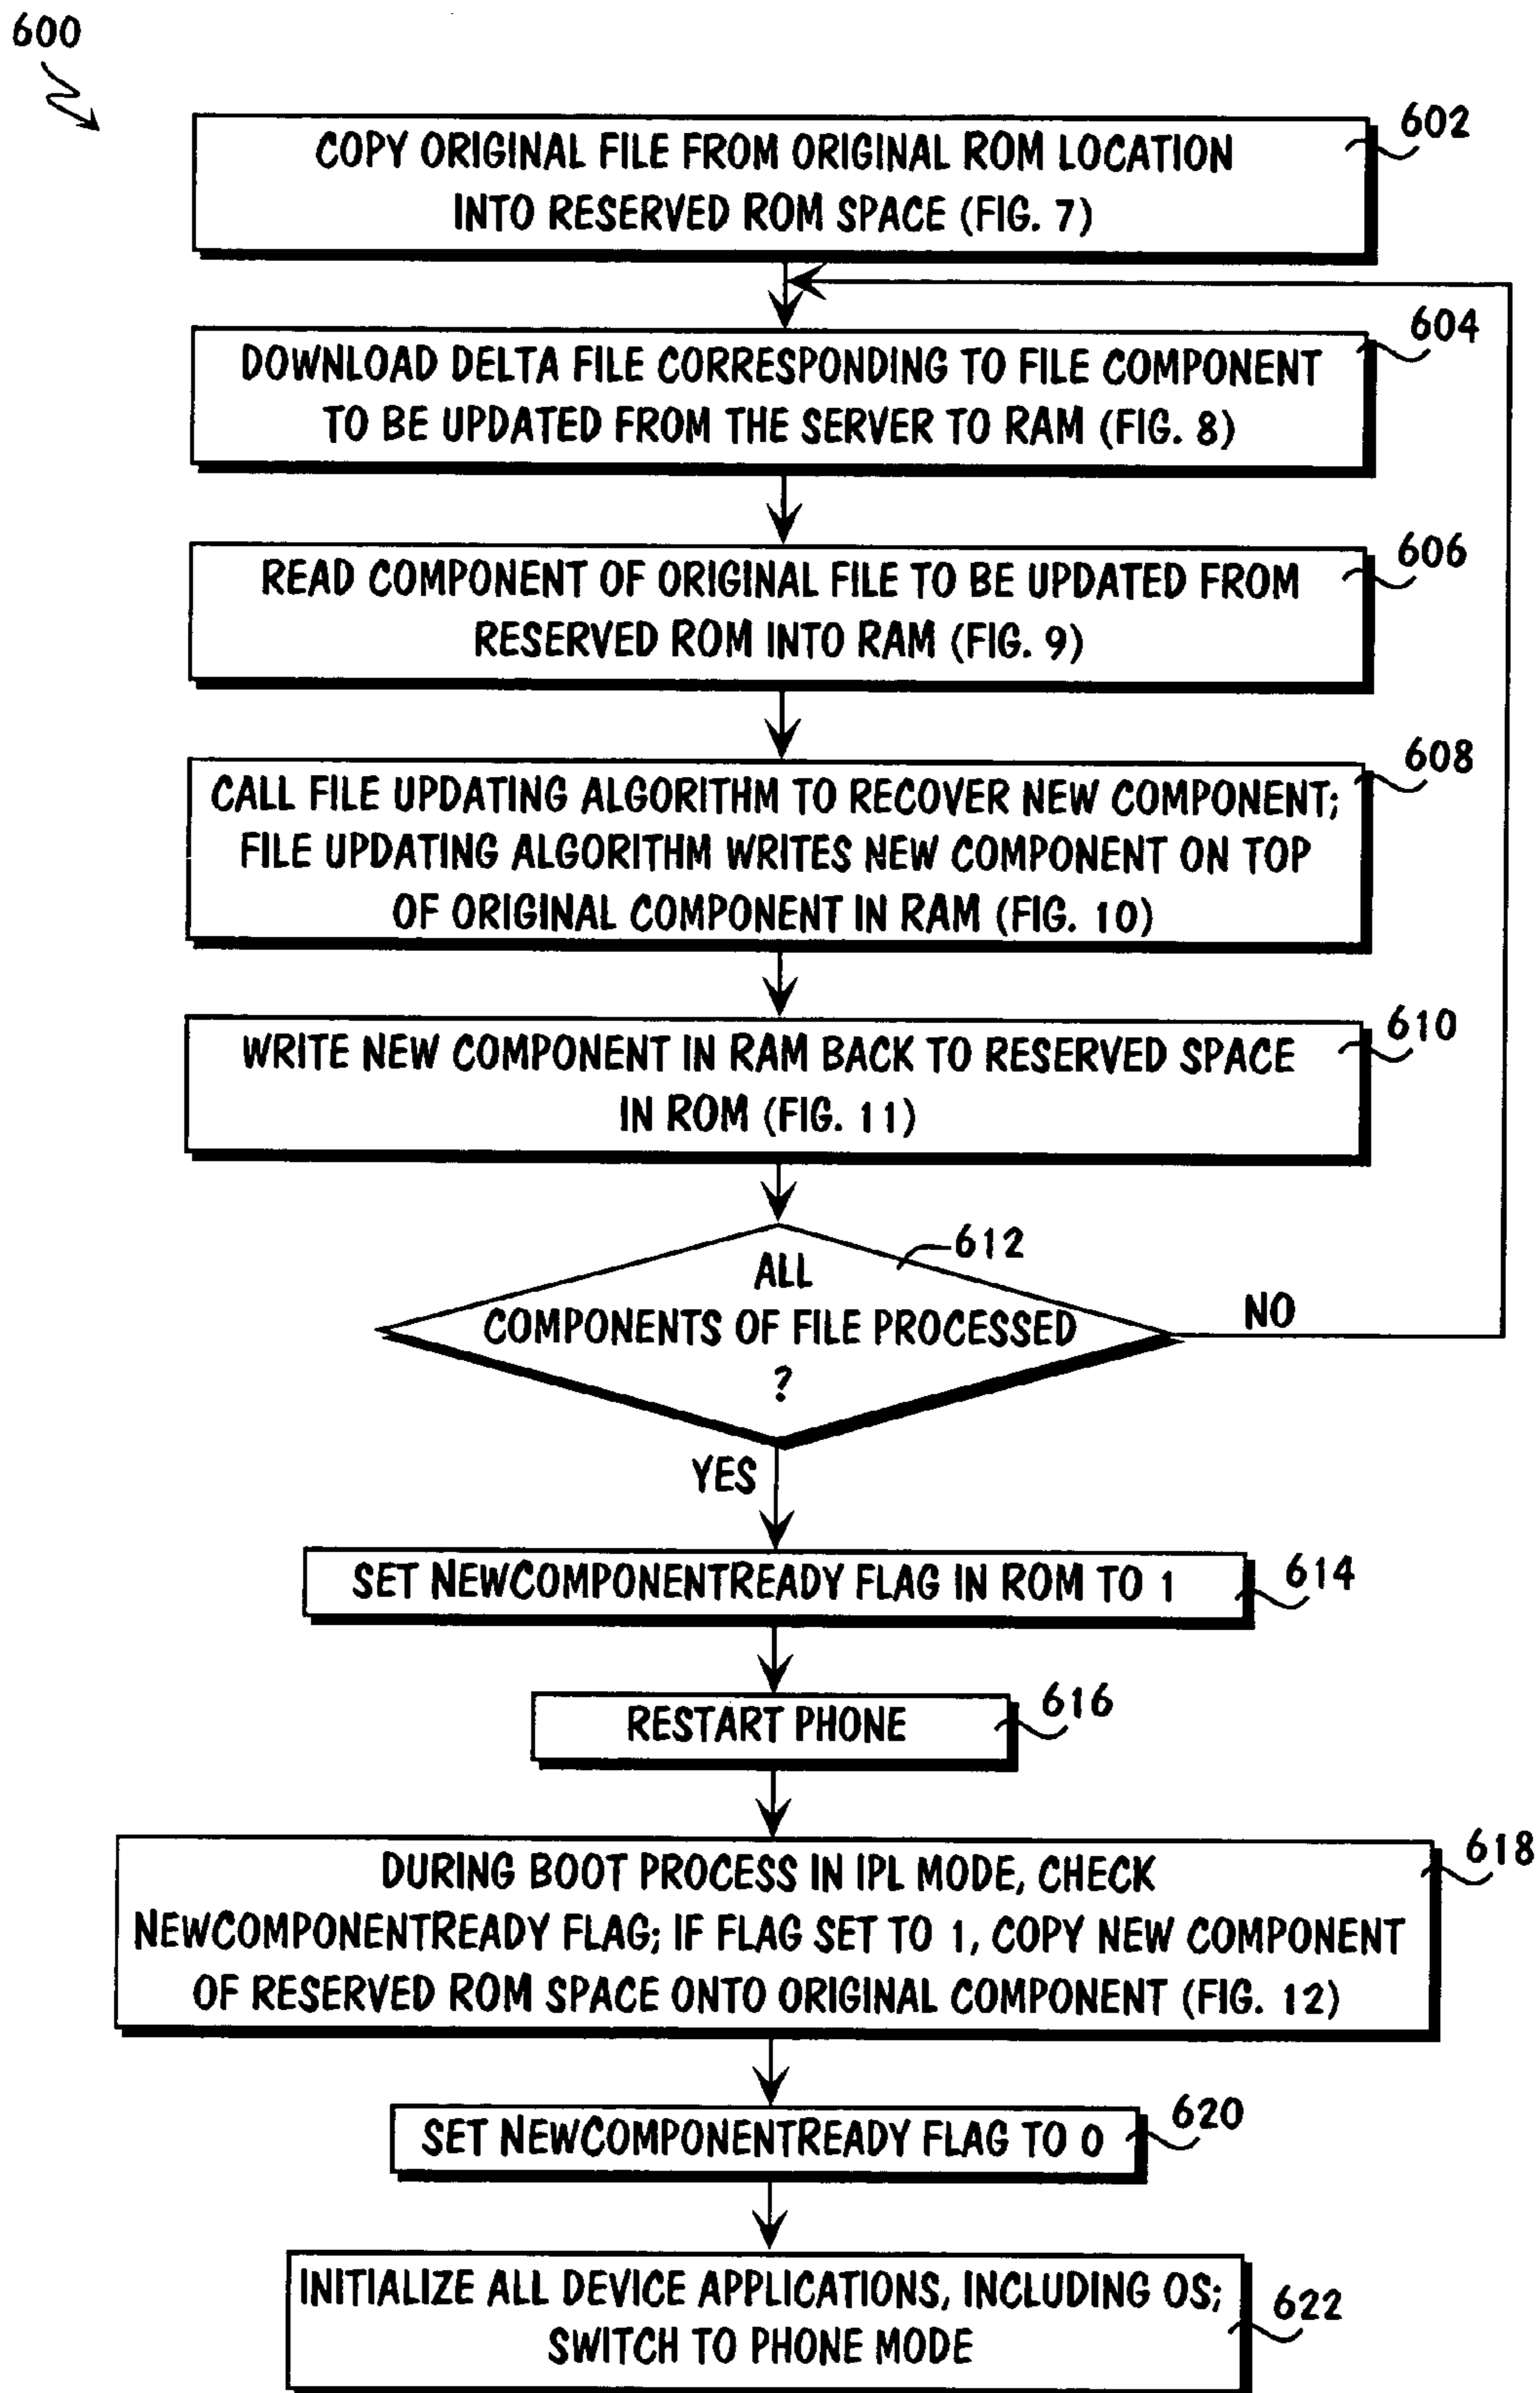 600
602
COPY ORIGINAL FILE FROM ORIGINAL ROM LOCATION
INTO RESERVED ROM SPACE (FIG. 7)
604
DOWNLOAD DELTA FILE CORRESPONDING TO FILE COMPONENT
TO BE UPDATED FROM THE SERVER TO RAM (FIG. 8)
606
READ COMPONENT OF ORIGINAL FILE TO BE UPDATED FROM
RESERVED ROM INTO RAM (FIG. 9)
608
CALL FILE UPDATING ALGORITHM TO RECOVER NEW COMPONENT;
FILE UPDATING ALGORITHM WRITES NEW COMPONENT ON TOP
OF ORIGINAL COMPONENT IN RAM (FIG. 10)
610
WRITE NEW COMPONENT IN RAM BACK TO RESERVED SPACE
IN ROM (FIG. 11)
612
ALL
COMPONENTS OF FILE PROCESSED
?
NO
YES
614
SET NEWCOMPONENTREADY FLAG IN ROM TO 1
616
RESTART PHONE
618
DURING BOOT PROCESS IN IPL MODE, CHECK
NEWCOMPONENTREADY FLAG; IF FLAG SET TO 1, COPY NEW COMPONENT
OF RESERVED ROM SPACE ONTO ORIGINAL COMPONENT (FIG. 12)
620
SET NEWCOMPONENTREADY FLAG TO 0
622
INITIALIZE ALL DEVICE APPLICATIONS, INCLUDING OS;
SWITCH TO PHONE MODE